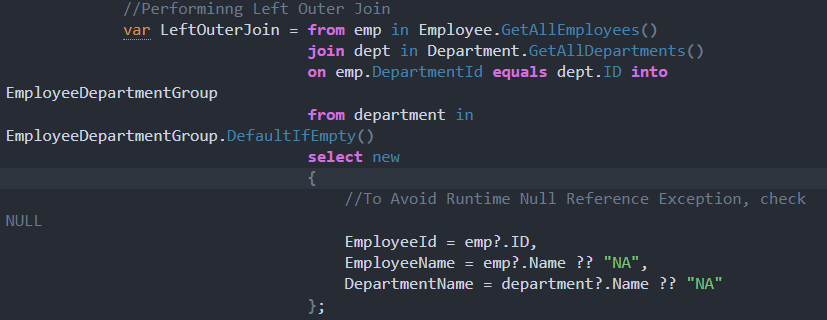 //Performinng Left Outer Join
var LeftOuterJoin = from emp in Employee.GetAllEmployees()
join dept in Department.GetAllDepartments()
on emp.DepartmentId equals dept.ID into
EmployeeDepartmentGroup
from department in
EmployeeDepartmentGroup.DefaultIfEmpty()
select new
{
//To Avoid Runtime Null Reference Exception, check
NULL
EmployeeId = emp?.ID,
EmployeeName = emp?.Name ?? "NA",
DepartmentName = department?.Name ?? "NA"
};